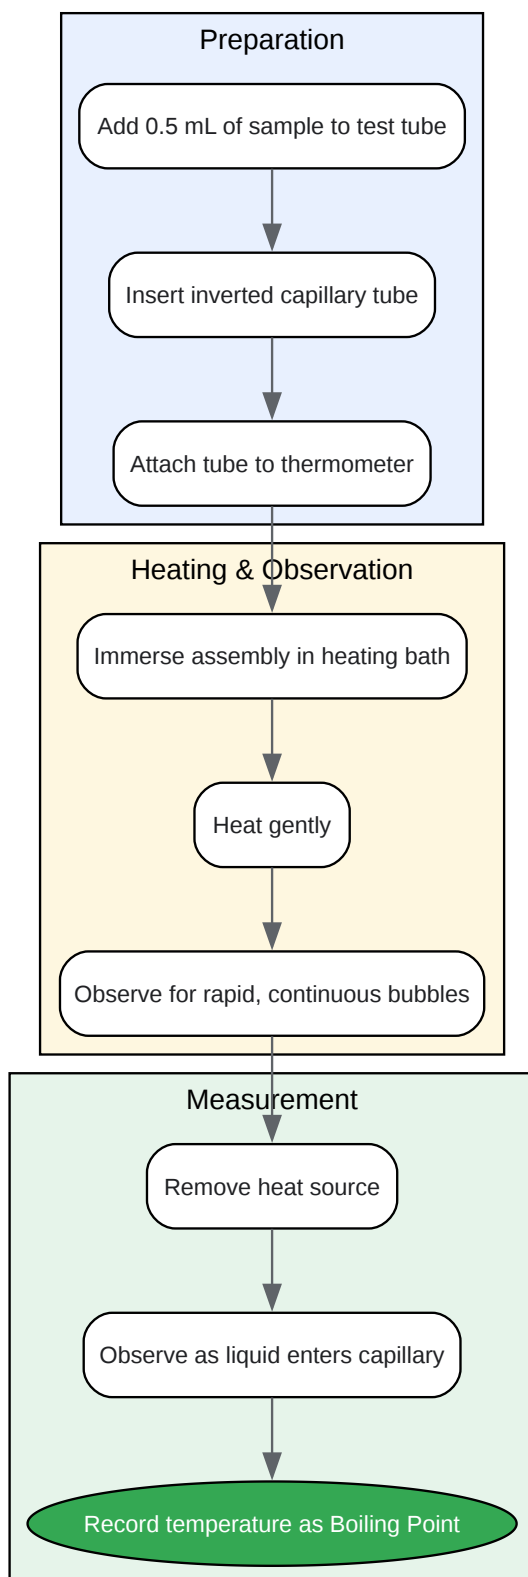 Preparation
Add 0.5 mL of sample to test tube
Insert inverted capillary tube
Attach tube to thermometer
Heating & Observation
Immerse assembly in heating bath
Heat gently
Observe for rapid, continuous bubbles
Measurement
Remove heat source
Observe as liquid enters capillary
Record temperature as Boiling Point